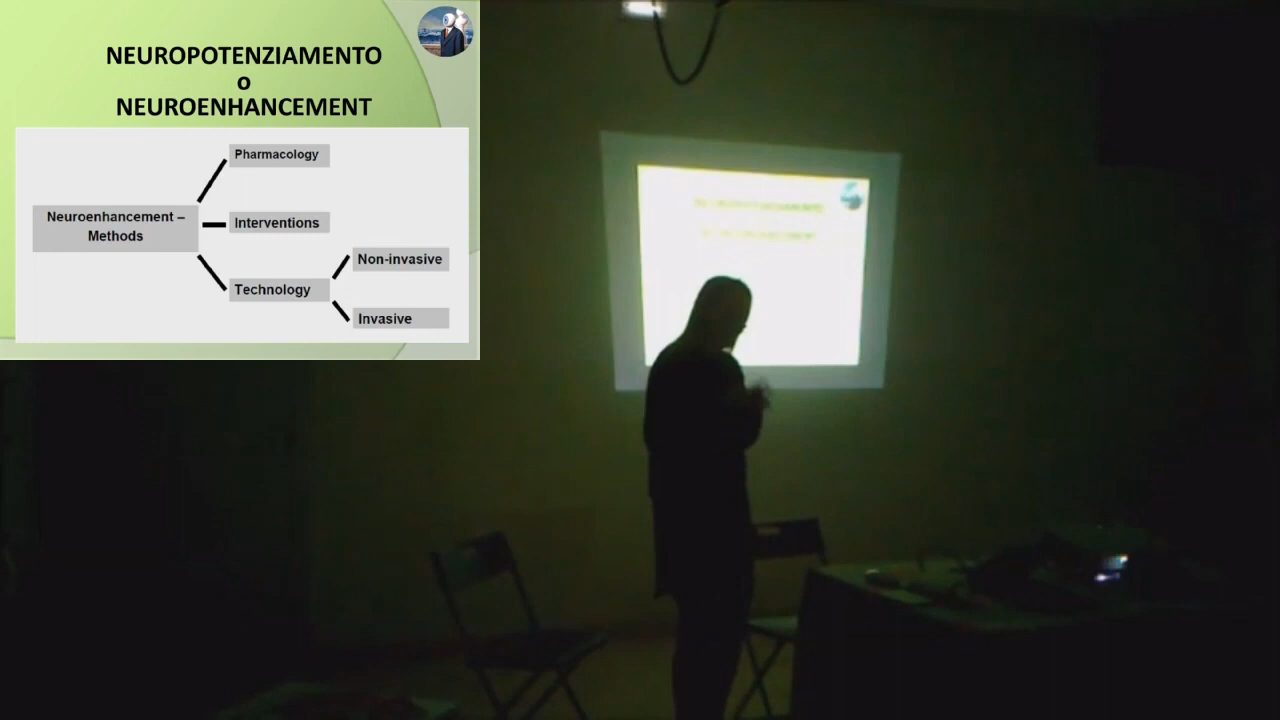 NEUROPOTENZIAMENTO
o
NEUROENHANCEMENT
Pharmacology
Neuroenhancement –
Methods
Interventions
Non-invasive
Technology
Invasive